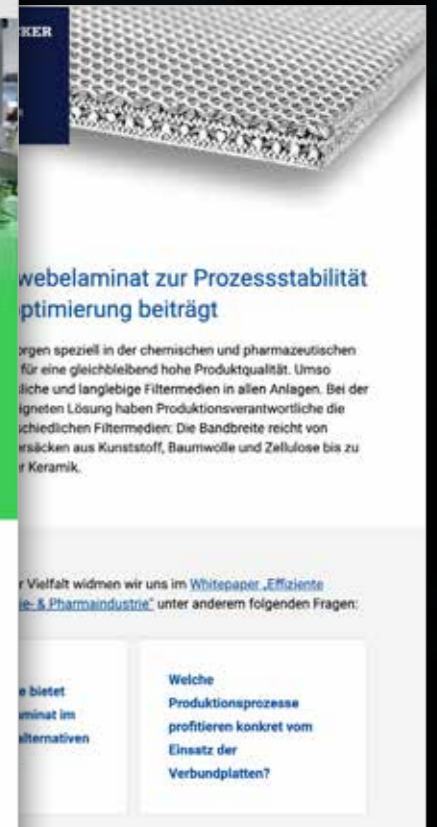 KER
webelaminat zur Prozessstabilität
optimierung beiträgt
orgen speziell in der chemischen und pharmazeutischen
für eine gleichbleibend hohe Produktqualität. Umso
liche und langlebige Filtermedien in allen Anlagen. Bei der
igneten Lösung haben Produktionsverantwortliche die
schiedlichen Filtermedien: Die Bandbreite reicht von
ersäcken aus Kunststoff, Baumwolle und Zellulose bis zu
r Keramik.
r Vielfalt widmen wir uns im Whitepaper „Effiziente
ie- & Pharmaindustrie“ unter anderem folgenden Fragen:
e bietet
minat im
lternativen
Welche
Produktionsprozesse
profitieren konkret vom
Einsatz der
Verbundplatten?